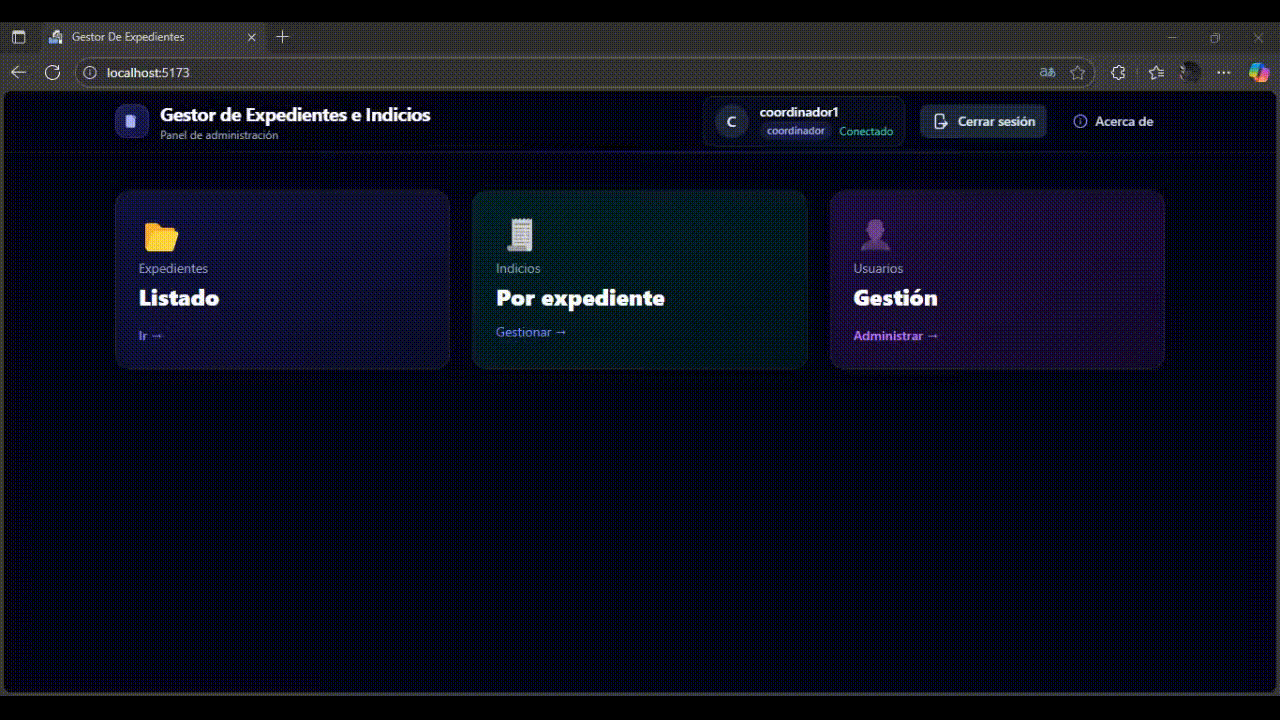 Gestor De Expedientes
localhost:5173
Gestor de Expedientes e Indicios
Panel de administración
C
coordinador1
coordinador Conectado
Cerrar sesión
Acerca de
Expedientes
Listado
Ir →
Indicios
Por expediente
Gestionar →
Usuarios
Gestión
Administrar →